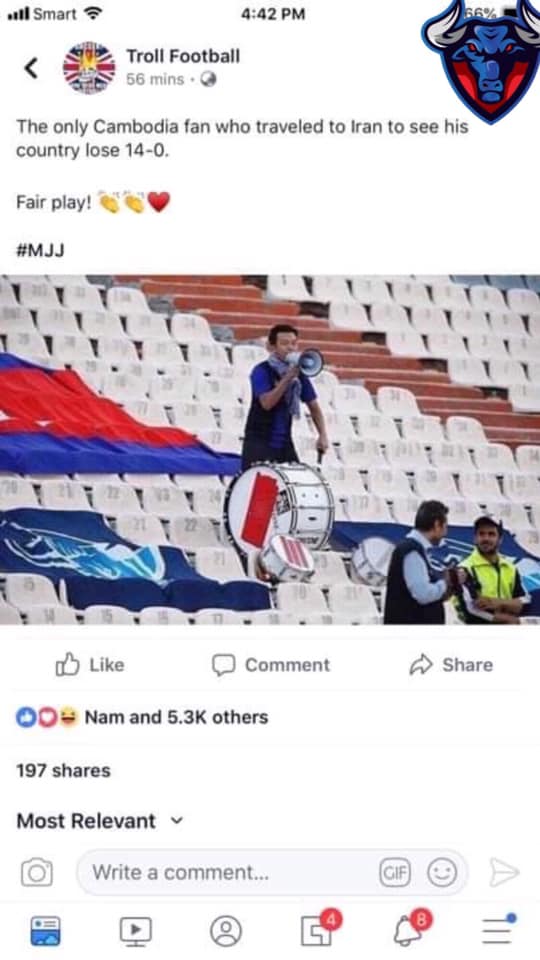 Smart
4:42 PM
66%
Troll Football
56 mins ·
The only Cambodia fan who traveled to Iran to see his
country lose 14-0.
Fair play! 👏👏❤️
#MJJ
Like
Comment
Share
Nam and 5.3K others
197 shares
Most Relevant
Write a comment...
GIF
4
8